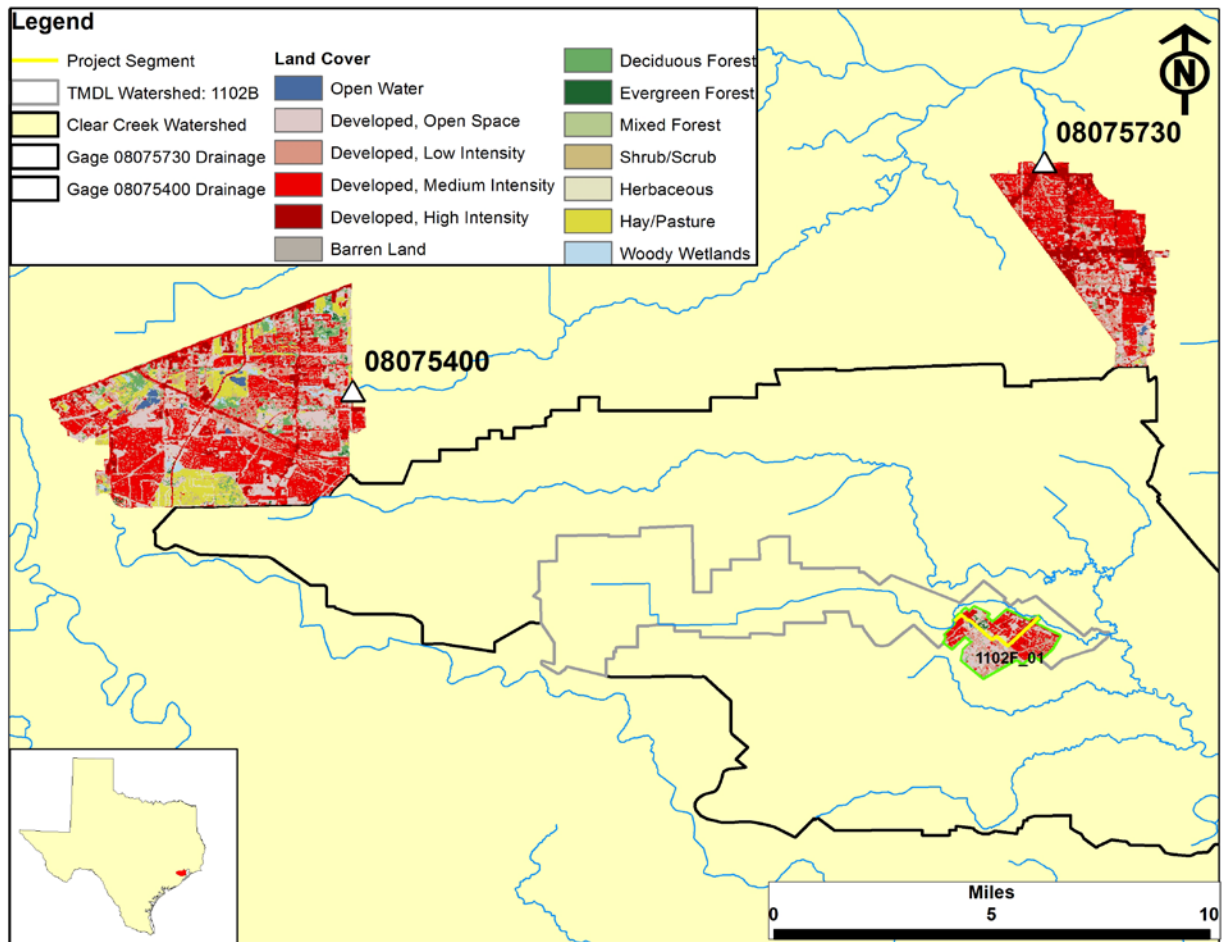 Legend
Project Segment
TMDL Watershed: 1102B
Clear Creek Watershed
Gage 08075730 Drainage
Gage 08075400 Drainage
Land Cover
Open Water
Developed, Open Space
Developed, Low Intensity
Developed, Medium Intensity
Developed, High Intensity
Barren Land
Deciduous Forest
Evergreen Forest
Mixed Forest
Shrub/Scrub
Herbaceous
Hay/Pasture
Woody Wetlands
N
08075730
08075400
1102F_01
Miles
0 5 10